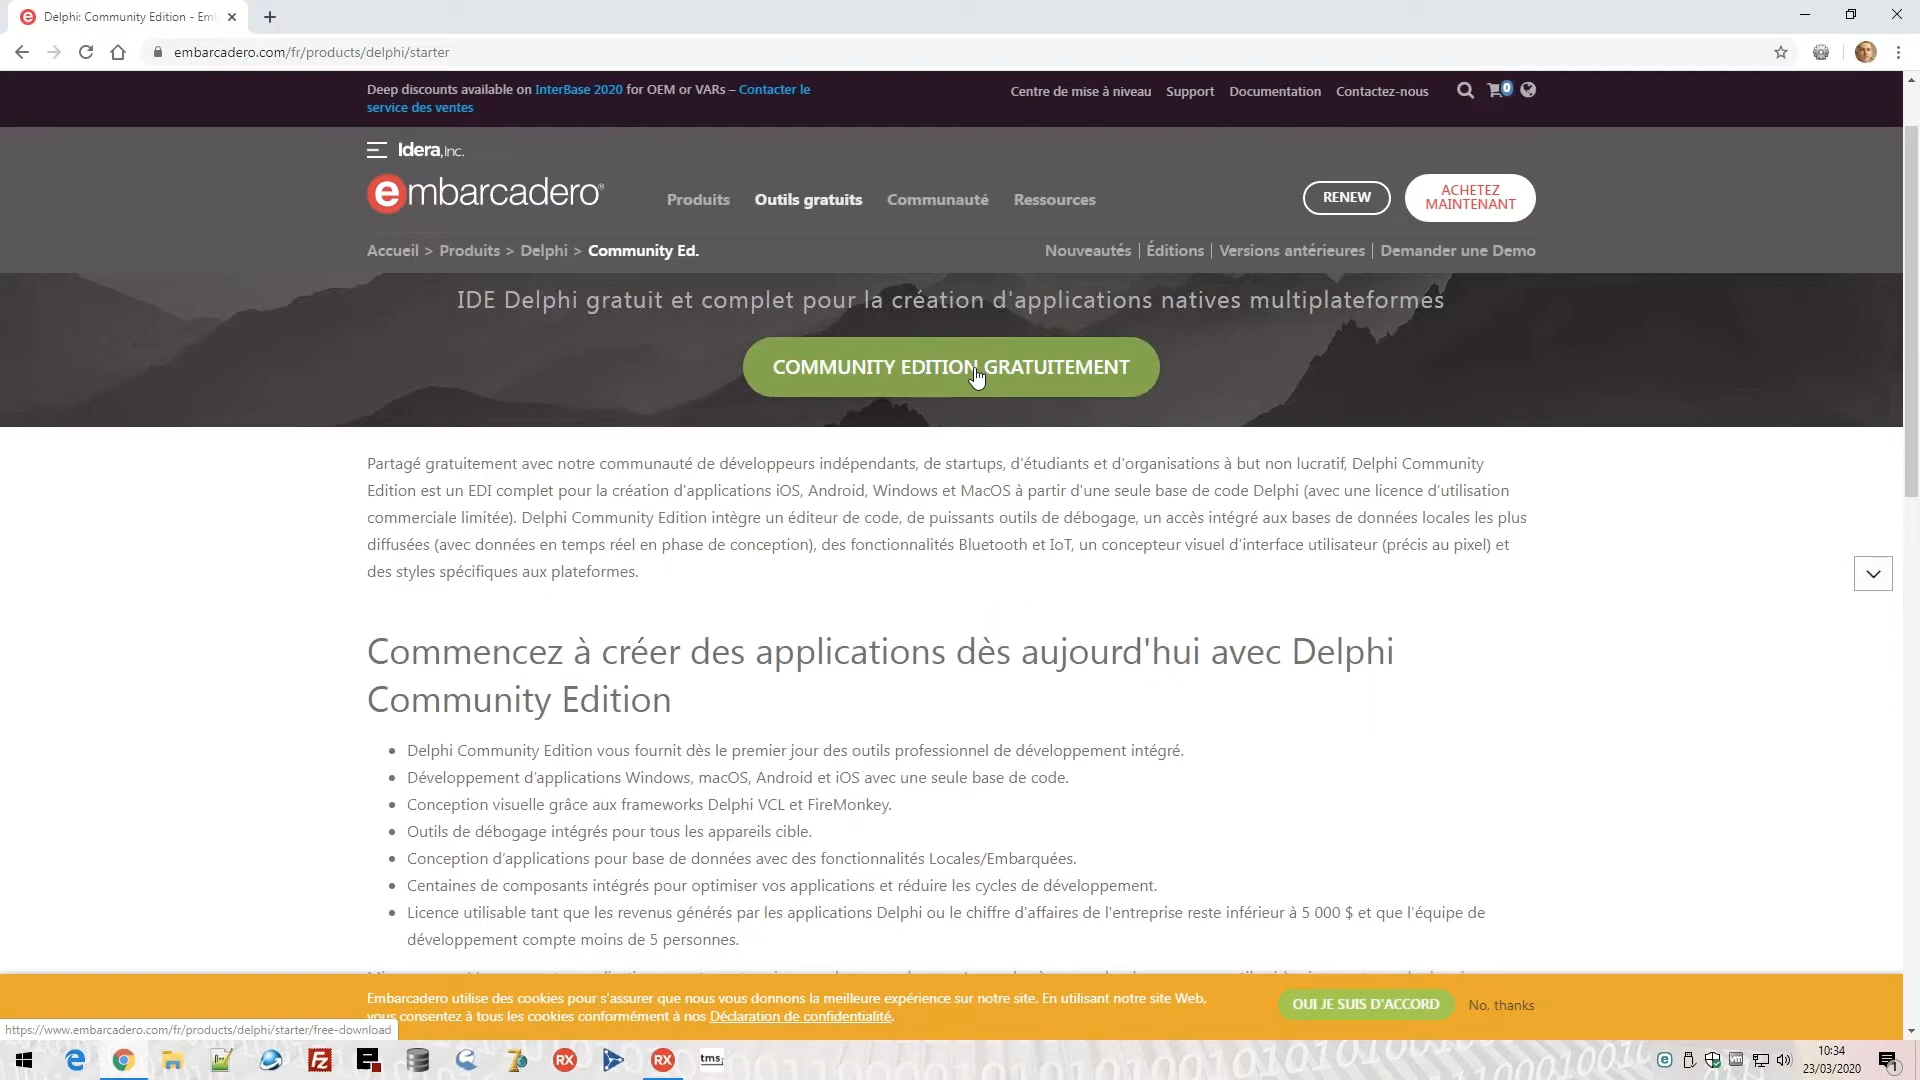 Delphi: Community Edition - Emb
embarcadero.com/fr/products/delphi/starter
Deep discounts available on InterBase 2020 for OEM or VARs – Contacter le
service des ventes
Centre de mise à niveau Support Documentation Contactez-nous 0
Idera, Inc.
embarcadero®
Produits Outils gratuits Communauté Ressources
RENEW
ACHETEZ
MAINTENANT
Accueil > Produits > Delphi > Community Ed.
Nouveautés | Éditions | Versions antérieures | Demander une Demo
IDE Delphi gratuit et complet pour la création d'applications natives multiplateformes
COMMUNITY EDITION GRATUITEMENT
Partagé gratuitement avec notre communauté de développeurs indépendants, de startups, d'étudiants et d'organisations à but non lucratif, Delphi Community
Edition est un EDI complet pour la création d'applications iOS, Android, Windows et MacOS à partir d'une seule base de code Delphi (avec une licence d'utilisation
commerciale limitée). Delphi Community Edition intègre un éditeur de code, de puissants outils de débogage, un accès intégré aux bases de données locales les plus
diffusées (avec données en temps réel en phase de conception), des fonctionnalités Bluetooth et IoT, un concepteur visuel d'interface utilisateur (précis au pixel) et
des styles spécifiques aux plateformes.
Commencez à créer des applications dès aujourd'hui avec Delphi
Community Edition
• Delphi Community Edition vous fournit dès le premier jour des outils professionnel de développement intégré.
• Développement d'applications Windows, macOS, Android et iOS avec une seule base de code.
• Conception visuelle grâce aux frameworks Delphi VCL et FireMonkey.
• Outils de débogage intégrés pour tous les appareils cible.
• Conception d'applications pour base de données avec des fonctionnalités Locales/Embarquées.
• Centaines de composants intégrés pour optimiser vos applications et réduire les cycles de développement.
• Licence utilisable tant que les revenus générés par les applications Delphi ou le chiffre d'affaires de l'entreprise reste inférieur à 5 000 $ et que l'équipe de
développement compte moins de 5 personnes.
Embarcadero utilise des cookies pour s'assurer que nous vous donnons la meilleure expérience sur notre site. En utilisant notre site Web,
vous consentez à tous les cookies conformément à nos Déclaration de confidentialité.
OUI JE SUIS D'ACCORD
No, thanks
https://www.embarcadero.com/fr/products/delphi/starter/free-download
RX
RX
tms
10:34
23/03/2020
1